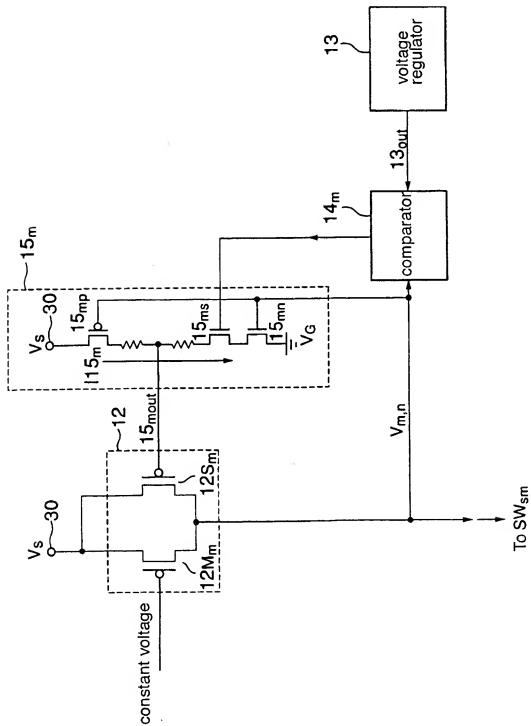 13
voltage
regulator
13out
14m
comparator
15m
30
Vs
15mp
I15m
15ms
15mn
VG
15mout
12
30
Vs
12Sm
12Mm
constant voltage
Vm,n
To SWsm